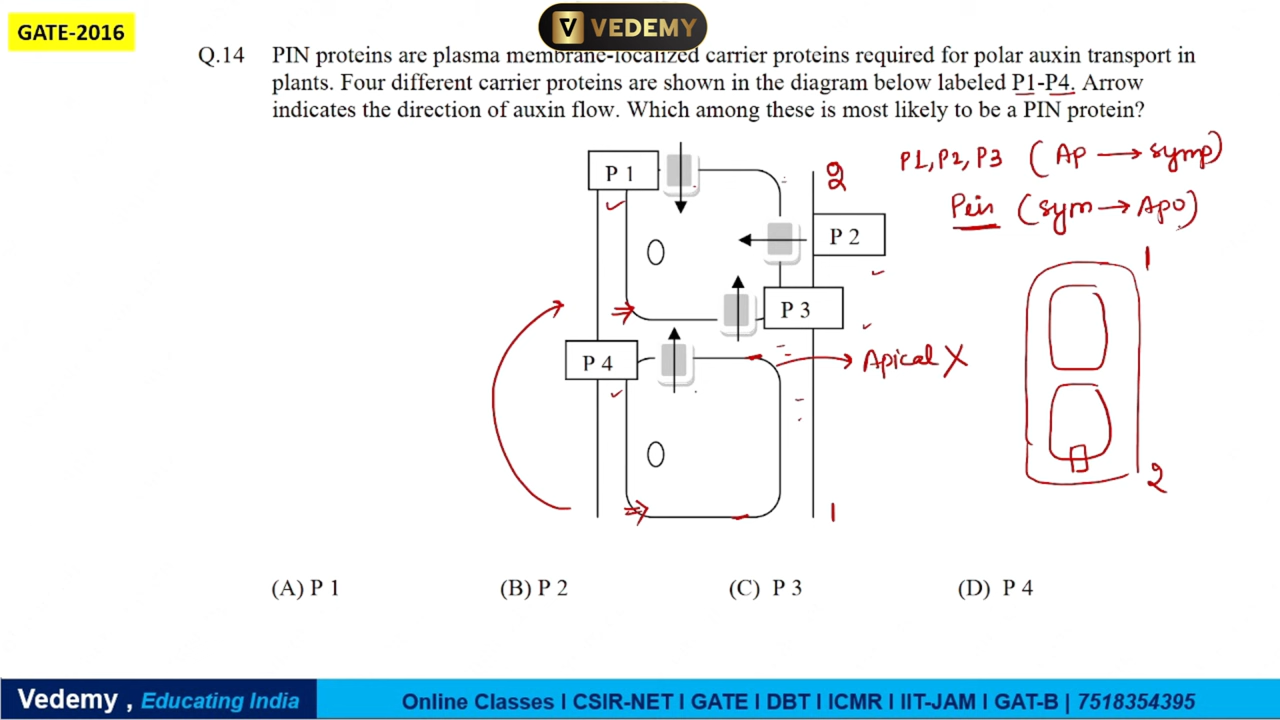 GATE-2016
V VEDEMY
Q.14 PIN proteins are plasma membrane-localized carrier proteins required for polar auxin transport in
plants. Four different carrier proteins are shown in the diagram below labeled P1-P4. Arrow
indicates the direction of auxin flow. Which among these is most likely to be a PIN protein?
P1, P2, P3 (AP → symp)
P 1
2
Pein (sym → Apo)
P 2
1
P 3
P 4
Apical X
2
1
(A) P 1 (B) P 2 (C) P 3 (D) P 4
Vedemy , Educating India
Online Classes I CSIR-NET I GATE I DBT I ICMR I IIT-JAM I GAT-B | 7518354395